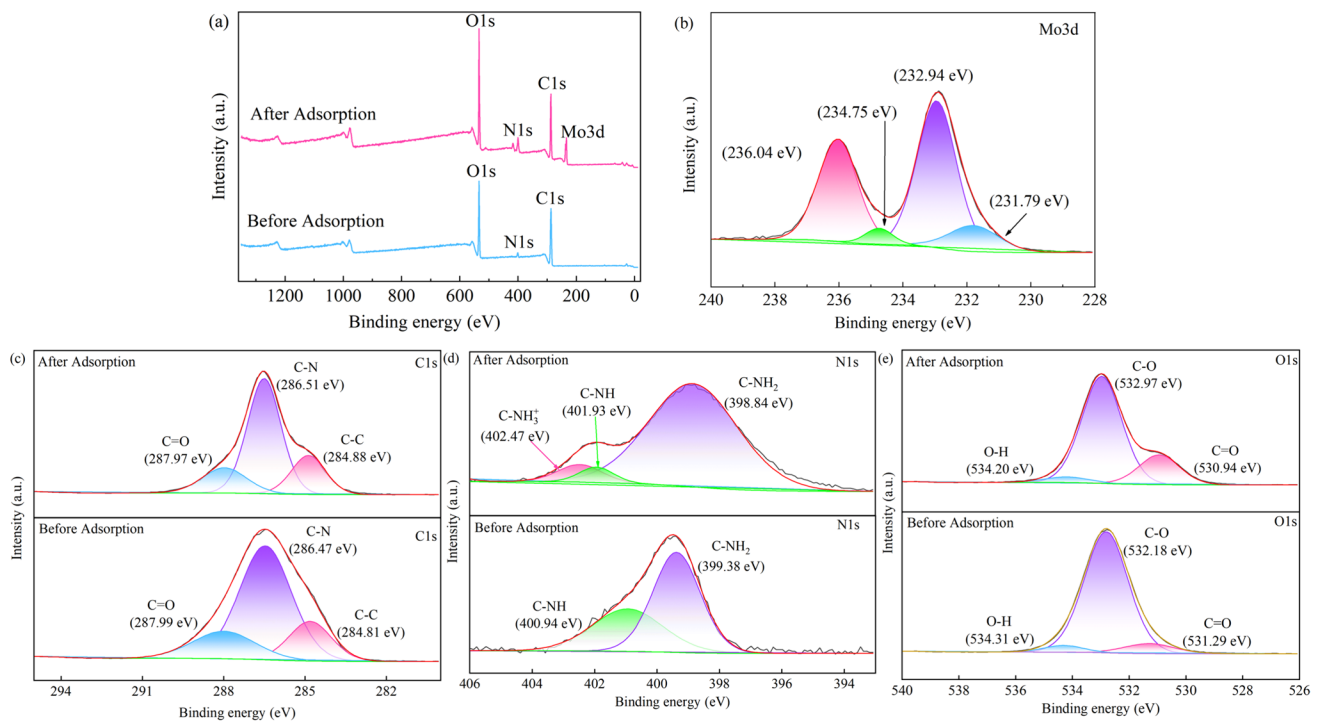 (a)
O1s
C1s
After Adsorption
N1s
Mo3d
O1s
C1s
Before Adsorption
N1s
Intensity (a.u.)
1200 1000 800 600 400 200 0
Binding energy (eV)
(b)
Mo3d
(232.94 eV)
(234.75 eV)
(236.04 eV)
(231.79 eV)
Intensity (a.u.)
240 238 236 234 232 230 228
Binding energy (eV)
(c)
After Adsorption
C1s
C-N
(286.51 eV)
C=O
(287.97 eV)
C-C
(284.88 eV)
Before Adsorption
C1s
C-N
(286.47 eV)
C=O
(287.99 eV)
C-C
(284.81 eV)
Intensity (a.u.)
294 291 288 285 282
Binding energy (eV)
(d)
After Adsorption
N1s
C-NH₂
(398.84 eV)
C-NH
(401.93 eV)
C-NH₃⁺
(402.47 eV)
Before Adsorption
N1s
C-NH₂
(399.38 eV)
C-NH
(400.94 eV)
Intensity (a.u.)
406 404 402 400 398 396 394
Binding energy (eV)
(e)
After Adsorption
O1s
C-O
(532.97 eV)
O-H
(534.20 eV)
C=O
(530.94 eV)
Before Adsorption
O1s
C-O
(532.18 eV)
O-H
(534.31 eV)
C=O
(531.29 eV)
Intensity (a.u.)
540 538 536 534 532 530 528 526
Binding energy (eV)